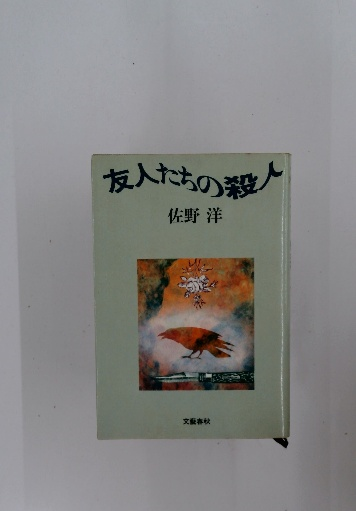 友人たちの殺人
佐野 洋
文藝春秋